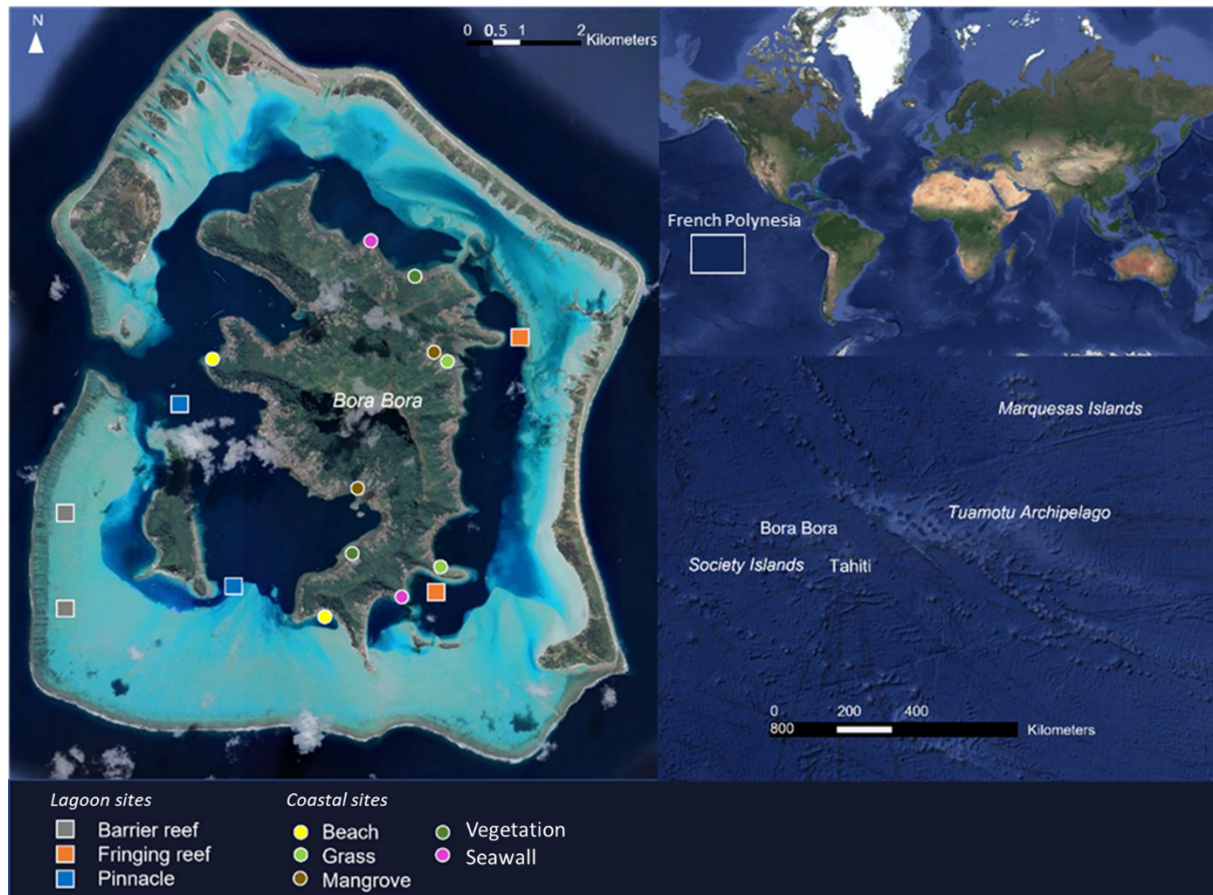 N
0 0.5 1 2
Kilometers
Bora Bora
French Polynesia
Marquesas Islands
Tuamotu Archipelago
Bora Bora
Society Islands Tahiti
0 200 400
800
Kilometers
Lagoon sites
Barrier reef
Fringing reef
Pinnacle
Coastal sites
Beach
Grass
Mangrove
Vegetation
Seawall